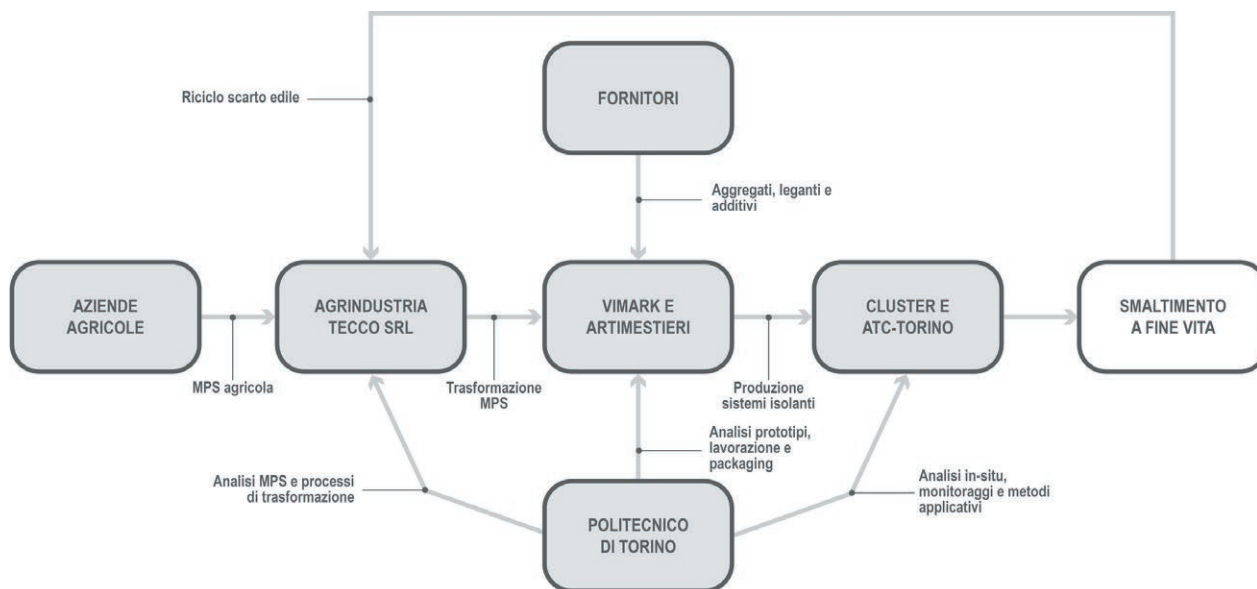 Riciclo scarto edile
FORNITORI
Aggregati, leganti e
additivi
AZIENDE
AGRICOLE
AGRINDUSTRIA
TECCO SRL
VIMARK E
ARTIMESTIERI
CLUSTER E
ATC-TORINO
SMALTIMENTO
A FINE VITA
MPS agricola
Trasformazione
MPS
Produzione
sistemi isolanti
Analisi prototipi,
lavorazione e
packaging
Analisi MPS e processi
di trasformazione
Analisi in-situ,
monitoraggi e metodi
applicativi
POLITECNICO
DI TORINO